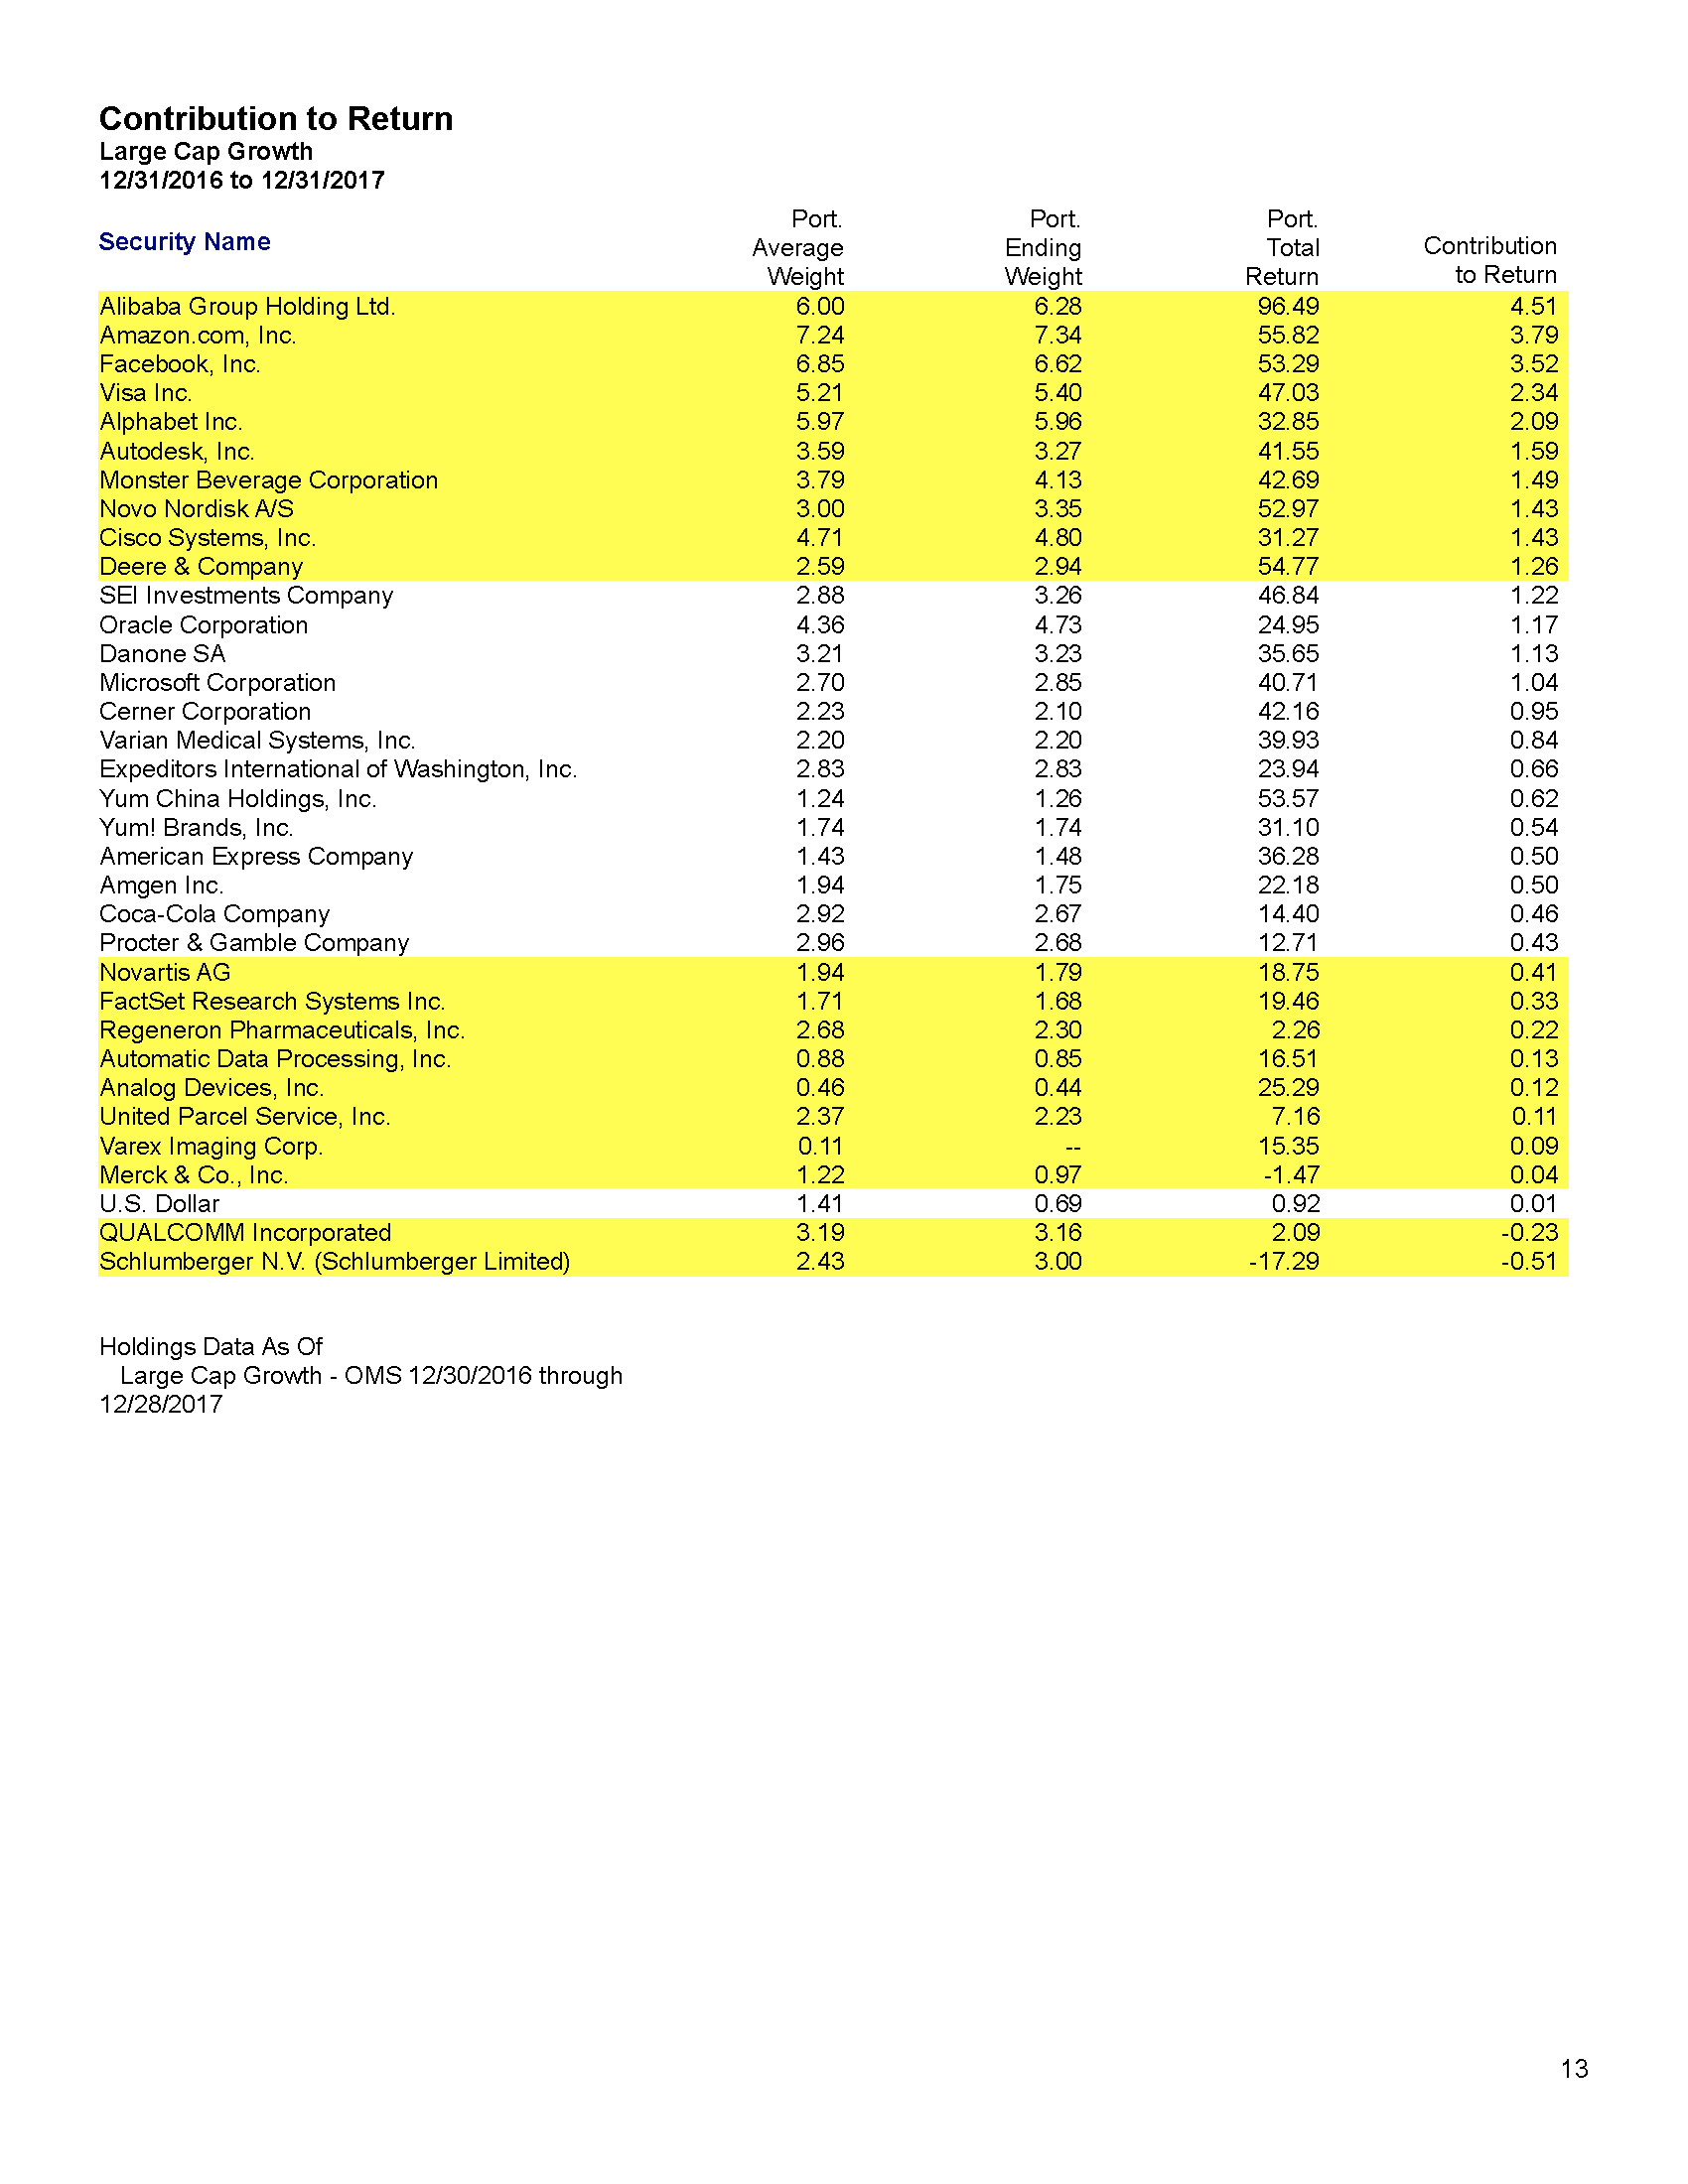 Contribution to Return
Large Cap Growth
12/31/2016 to 12/31/2017
Security Name Port. Average Weight Port. Ending Weight Port. Total Return Contribution to Return
Alibaba Group Holding Ltd. 6.00 6.28 96.49 4.51
Amazon.com, Inc. 7.24 7.34 55.82 3.79
Facebook, Inc. 6.85 6.62 53.29 3.52
Visa Inc. 5.21 5.40 47.03 2.34
Alphabet Inc. 5.97 5.96 32.85 2.09
Autodesk, Inc. 3.59 3.27 41.55 1.59
Monster Beverage Corporation 3.79 4.13 42.69 1.49
Novo Nordisk A/S 3.00 3.35 52.97 1.43
Cisco Systems, Inc. 4.71 4.80 31.27 1.43
Deere & Company 2.59 2.94 54.77 1.26
SEI Investments Company 2.88 3.26 46.84 1.22
Oracle Corporation 4.36 4.73 24.95 1.17
Danone SA 3.21 3.23 35.65 1.13
Microsoft Corporation 2.70 2.85 40.71 1.04
Cerner Corporation 2.23 2.10 42.16 0.95
Varian Medical Systems, Inc. 2.20 2.20 39.93 0.84
Expeditors International of Washington, Inc. 2.83 2.83 23.94 0.66
Yum China Holdings, Inc. 1.24 1.26 53.57 0.62
Yum! Brands, Inc. 1.74 1.74 31.10 0.54
American Express Company 1.43 1.48 36.28 0.50
Amgen Inc. 1.94 1.75 22.18 0.50
Coca-Cola Company 2.92 2.67 14.40 0.46
Procter & Gamble Company 2.96 2.68 12.71 0.43
Novartis AG 1.94 1.79 18.75 0.41
FactSet Research Systems Inc. 1.71 1.68 19.46 0.33
Regeneron Pharmaceuticals, Inc. 2.68 2.30 2.26 0.22
Automatic Data Processing, Inc. 0.88 0.85 16.51 0.13
Analog Devices, Inc. 0.46 0.44 25.29 0.12
United Parcel Service, Inc. 2.37 2.23 7.16 0.11
Varex Imaging Corp. 0.11 -- 15.35 0.09
Merck & Co., Inc. 1.22 0.97 -1.47 0.04
U.S. Dollar 1.41 0.69 0.92 0.01
QUALCOMM Incorporated 3.19 3.16 2.09 -0.23
Schlumberger N.V. (Schlumberger Limited) 2.43 3.00 -17.29 -0.51
Holdings Data As Of
Large Cap Growth - OMS 12/30/2016 through
12/28/2017
13